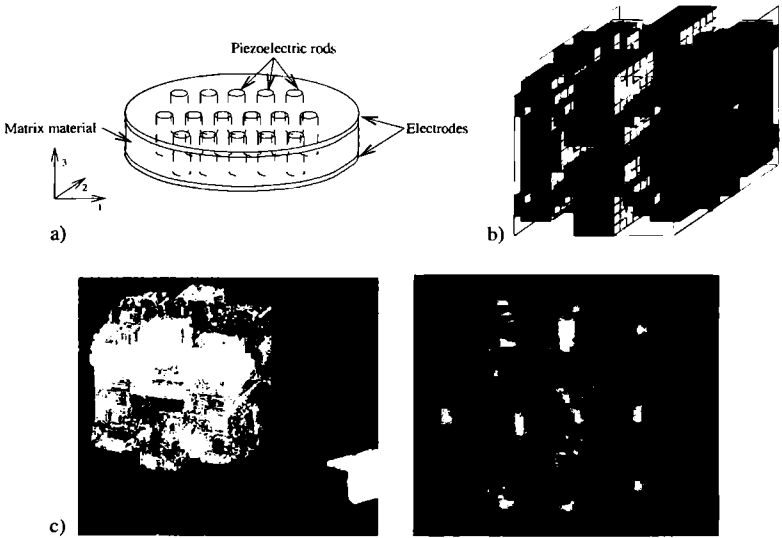 Piezoelectric rods
Matrix material
Electrodes
3
2
1
a)
b)
c)